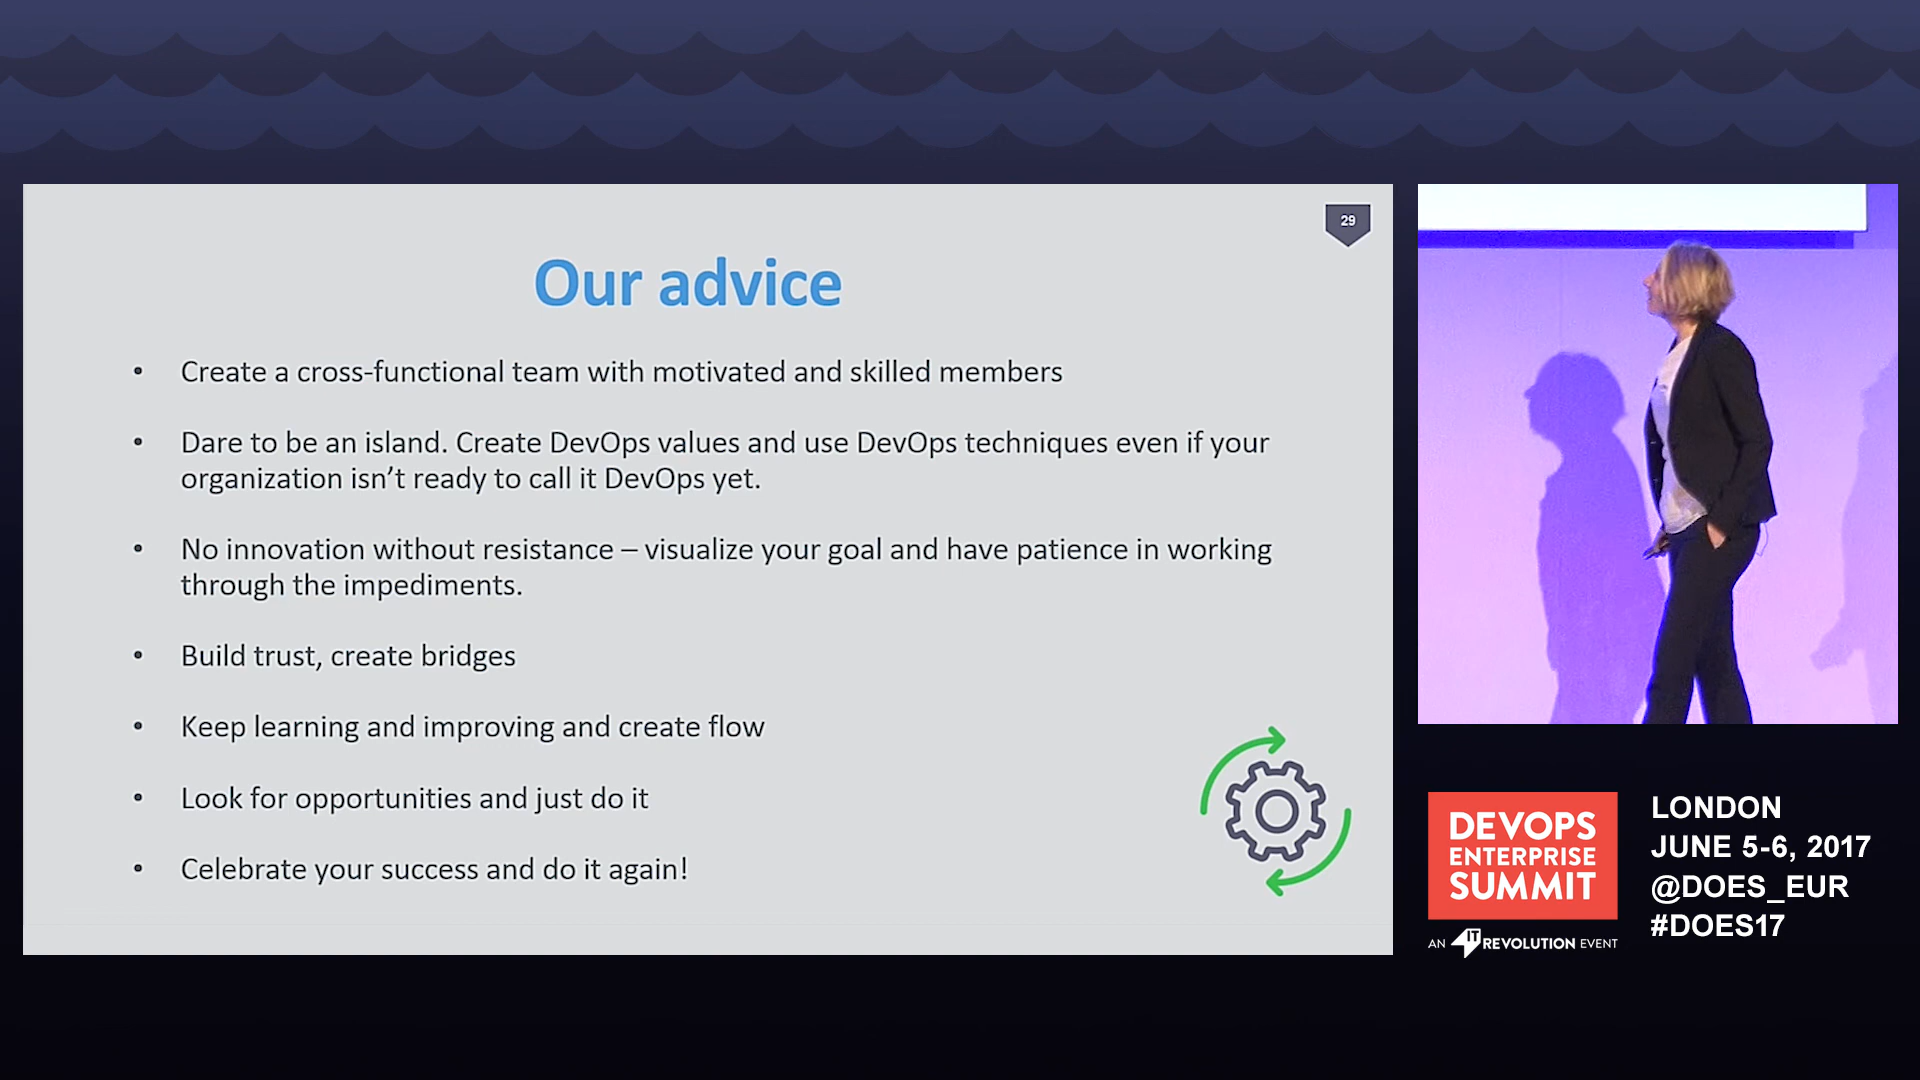 29
Our advice
• Create a cross-functional team with motivated and skilled members
• Dare to be an island. Create DevOps values and use DevOps techniques even if your
organization isn’t ready to call it DevOps yet.
• No innovation without resistance – visualize your goal and have patience in working
through the impediments.
• Build trust, create bridges
• Keep learning and improving and create flow
• Look for opportunities and just do it
• Celebrate your success and do it again!
DEVOPS
ENTERPRISE
SUMMIT
AN IT REVOLUTION EVENT
LONDON
JUNE 5-6, 2017
@DOES_EUR
#DOES17